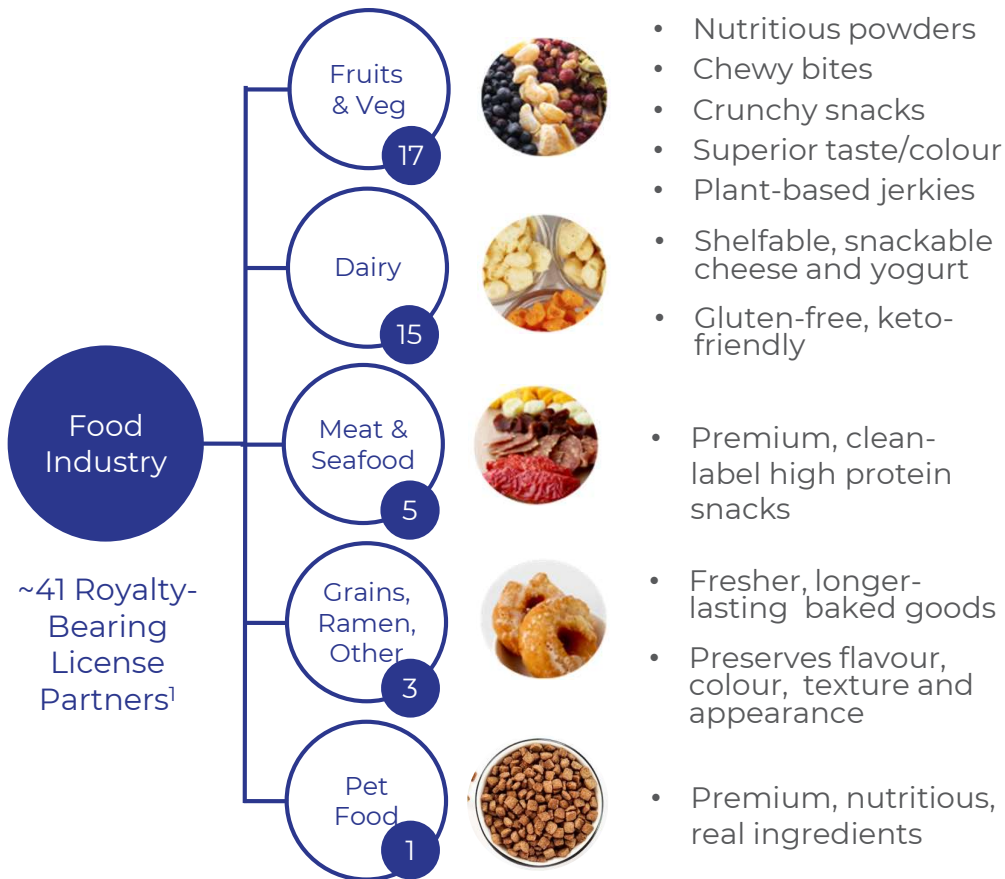 Food
Industry
~41 Royalty-
Bearing
License
Partners¹
Fruits
& Veg
17
• Nutritious powders
• Chewy bites
• Crunchy snacks
• Superior taste/colour
• Plant-based jerkies
Dairy
15
• Shelfable, snackable
cheese and yogurt
• Gluten-free, keto-
friendly
Meat &
Seafood
5
• Premium, clean-
label high protein
snacks
Grains,
Ramen,
Other
3
• Fresher, longer-
lasting baked goods
• Preserves flavour,
colour, texture and
appearance
Pet
Food
1
• Premium, nutritious,
real ingredients